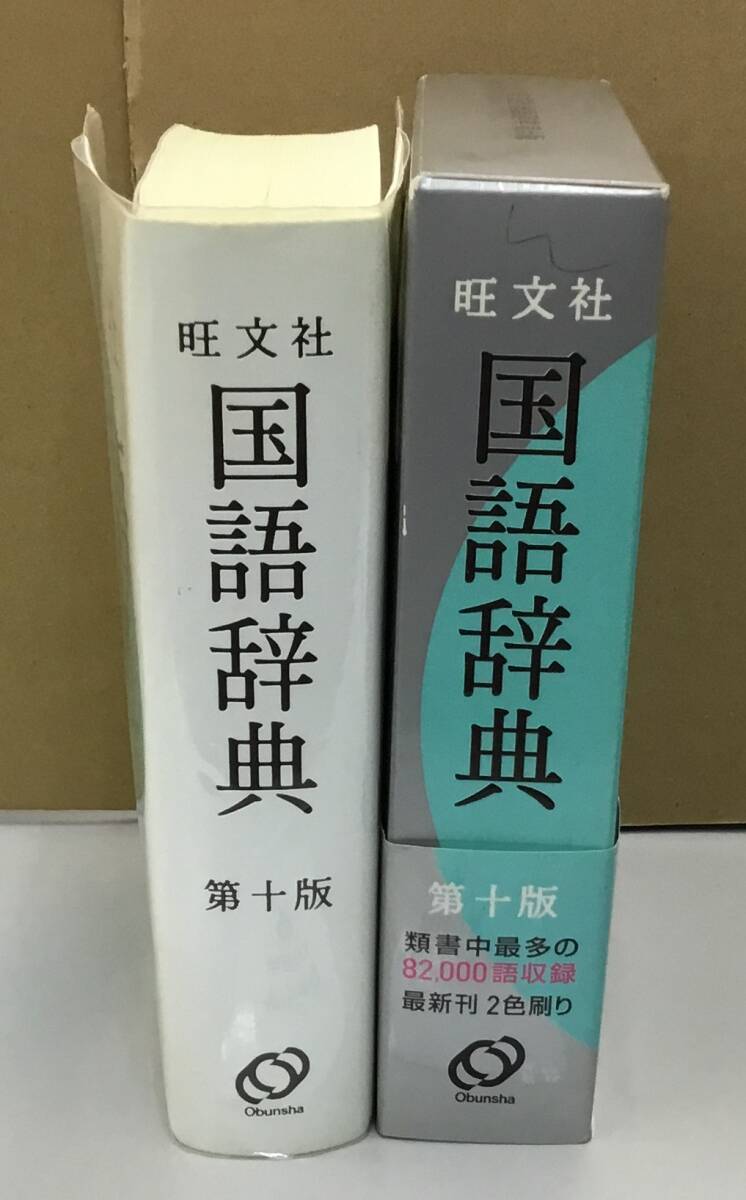 旺文社
国語辞典
第十版
Obunsha
旺文社
国語辞典
第十版
類書中最多の
82,000語収録
最新刊 2色刷り
Obunsha